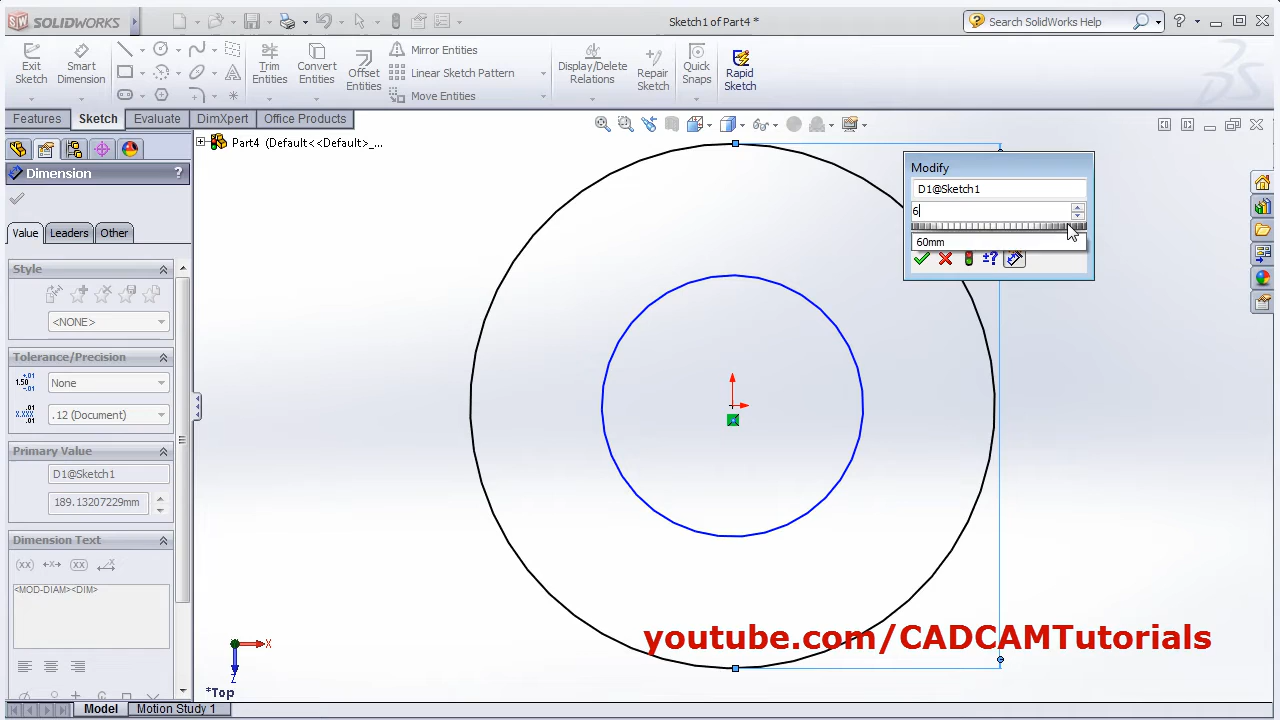 SOLIDWORKS
Sketch1 of Part4 *
Search SolidWorks Help
?
Exit Sketch
Smart Dimension
Trim Entities
Convert Entities
Offset Entities
Mirror Entities
Linear Sketch Pattern
Move Entities
Display/Delete Relations
Repair Sketch
Quick Snaps
Rapid Sketch
Features
Sketch
Evaluate
DimXpert
Office Products
Part4 (Default<<Default>_...
Dimension
?
Value
Leaders
Other
Style
<NONE>
Tolerance/Precision
None
.12 (Document)
Primary Value
D1@Sketch1
189.13207229mm
Dimension Text
<MOD-DIAM><DIM>
Modify
D1@Sketch1
6
60mm
±?
X
Z
*Top
youtube.com/CADCAMTutorials
Model
Motion Study 1